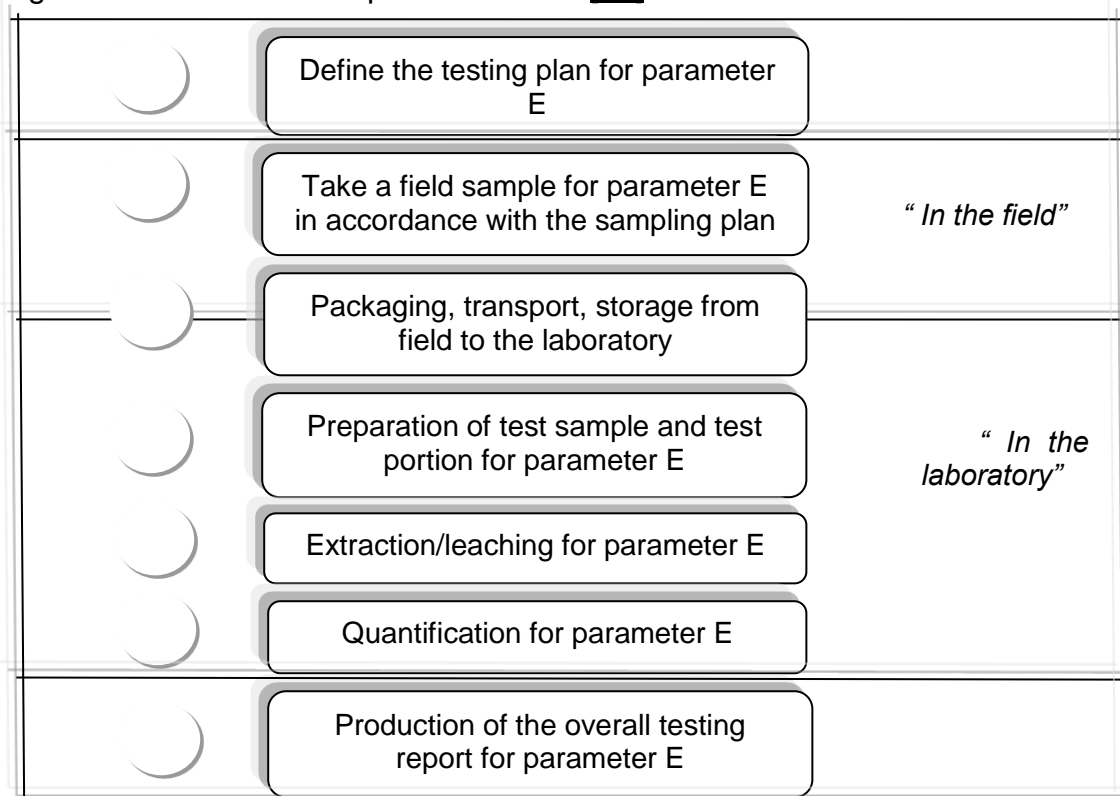 Define the testing plan for parameter
E
Take a field sample for parameter E
in accordance with the sampling plan
“ In the field”
Packaging, transport, storage from
field to the laboratory
Preparation of test sample and test
portion for parameter E
“ In the
laboratory”
Extraction/leaching for parameter E
Quantification for parameter E
Production of the overall testing
report for parameter E